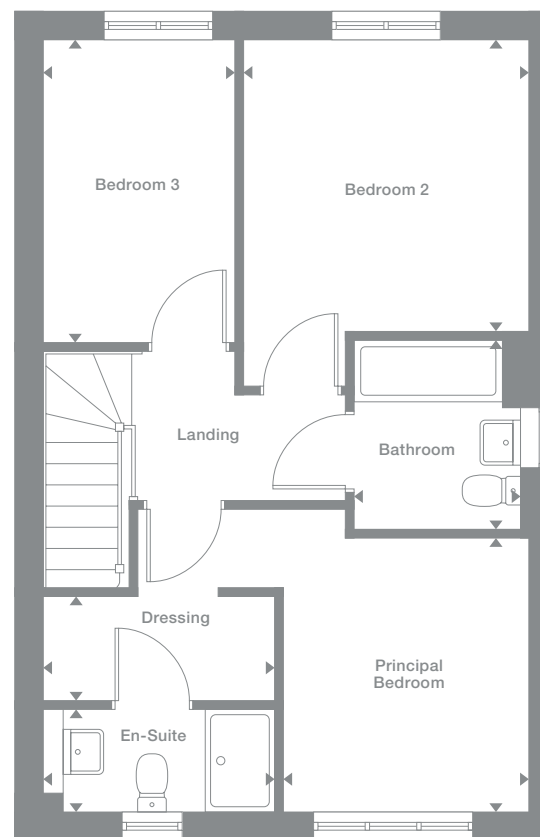 Bedroom 3
Bedroom 2
Landing
Bathroom
Dressing
Principal
Bedroom
En-Suite